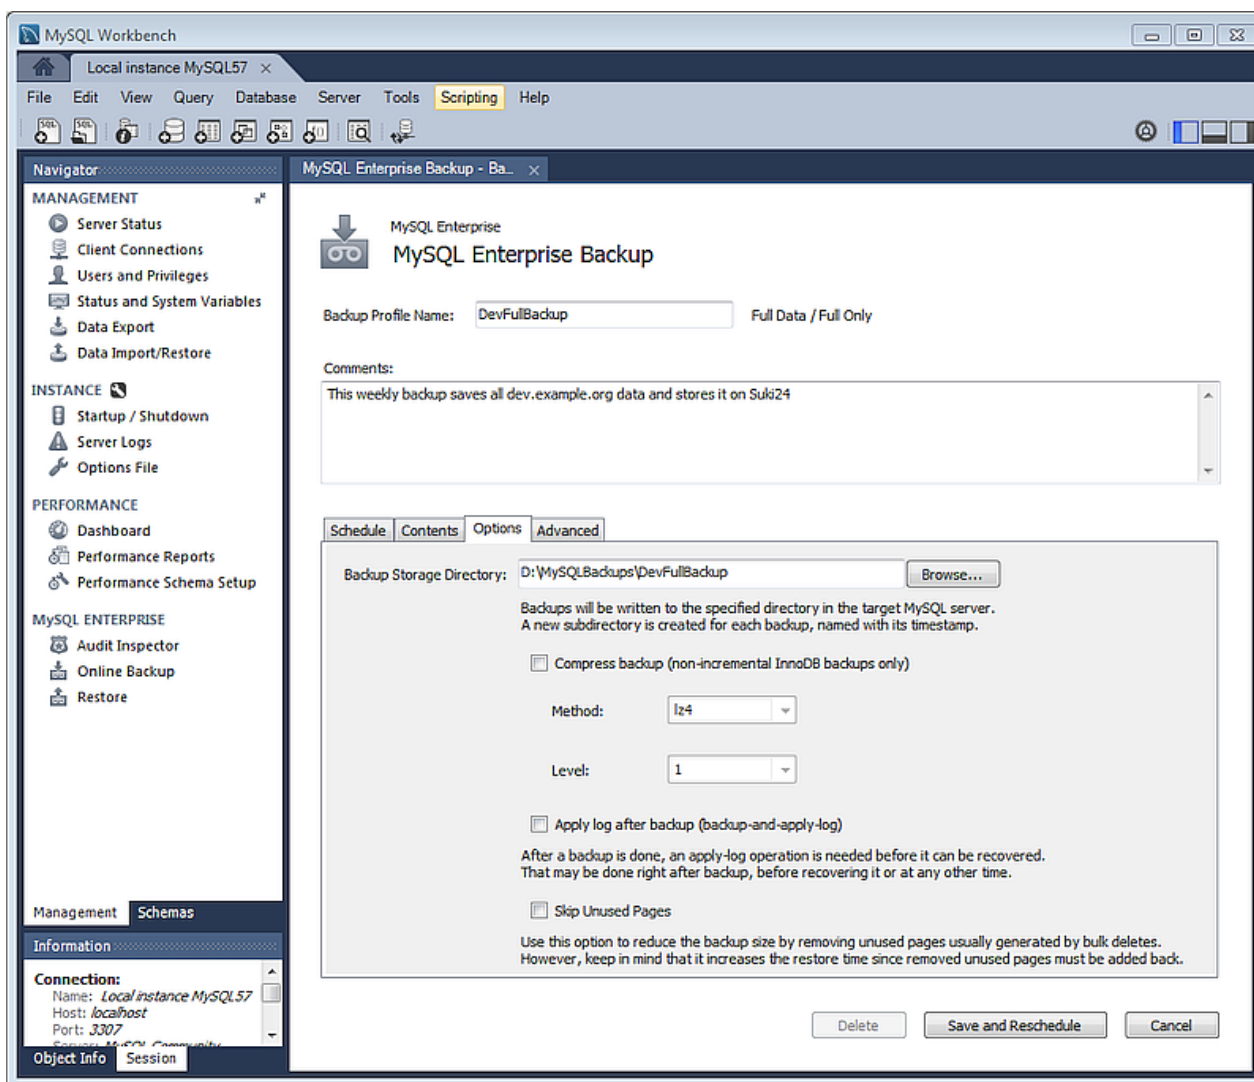 MySQL Workbench
Local instance MySQL57
File Edit View Query Database Server Tools Scripting Help
Navigator
MANAGEMENT
Server Status
Client Connections
Users and Privileges
Status and System Variables
Data Export
Data Import/Restore
INSTANCE
Startup / Shutdown
Server Logs
Options File
PERFORMANCE
Dashboard
Performance Reports
Performance Schema Setup
MySQL ENTERPRISE
Audit Inspector
Online Backup
Restore
Management Schemas
Information
Connection:
Name: Local instance MySQL57
Host: localhost
Port: 3307
Server: MySQL Community
Object Info Session
MySQL Enterprise Backup - Ba...
MySQL Enterprise
MySQL Enterprise Backup
Backup Profile Name: DevFullBackup Full Data / Full Only
Comments:
This weekly backup saves all dev.example.org data and stores it on Suki24
Schedule Contents Options Advanced
Backup Storage Directory: D:\MySQLBackups\DevFullBackup Browse...
Backups will be written to the specified directory in the target MySQL server.
A new subdirectory is created for each backup, named with its timestamp.
Compress backup (non-incremental InnoDB backups only)
Method: lz4
Level: 1
Apply log after backup (backup-and-apply-log)
After a backup is done, an apply-log operation is needed before it can be recovered.
That may be done right after backup, before recovering it or at any other time.
Skip Unused Pages
Use this option to reduce the backup size by removing unused pages usually generated by bulk deletes.
However, keep in mind that it increases the restore time since removed unused pages must be added back.
Delete Save and Reschedule Cancel